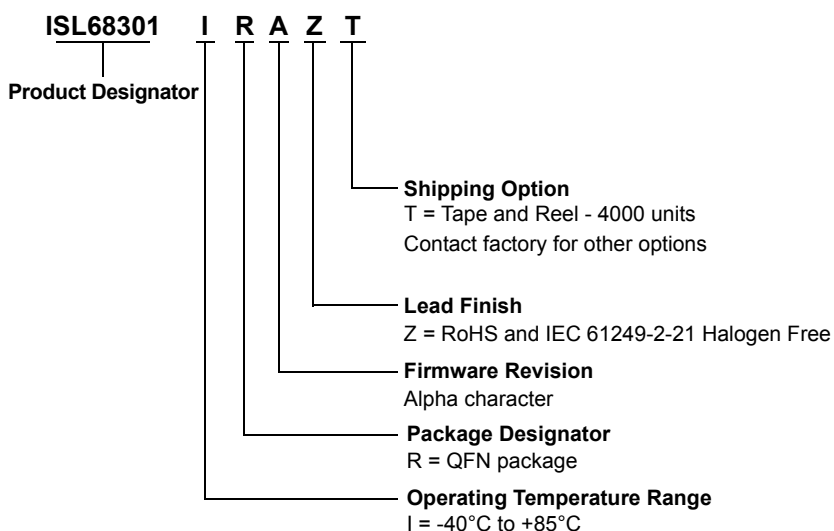 ISL68301 I R A Z T
Product Designator
Shipping Option
T = Tape and Reel - 4000 units
Contact factory for other options
Lead Finish
Z = RoHS and IEC 61249-2-21 Halogen Free
Firmware Revision
Alpha character
Package Designator
R = QFN package
Operating Temperature Range
I = -40°C to +85°C